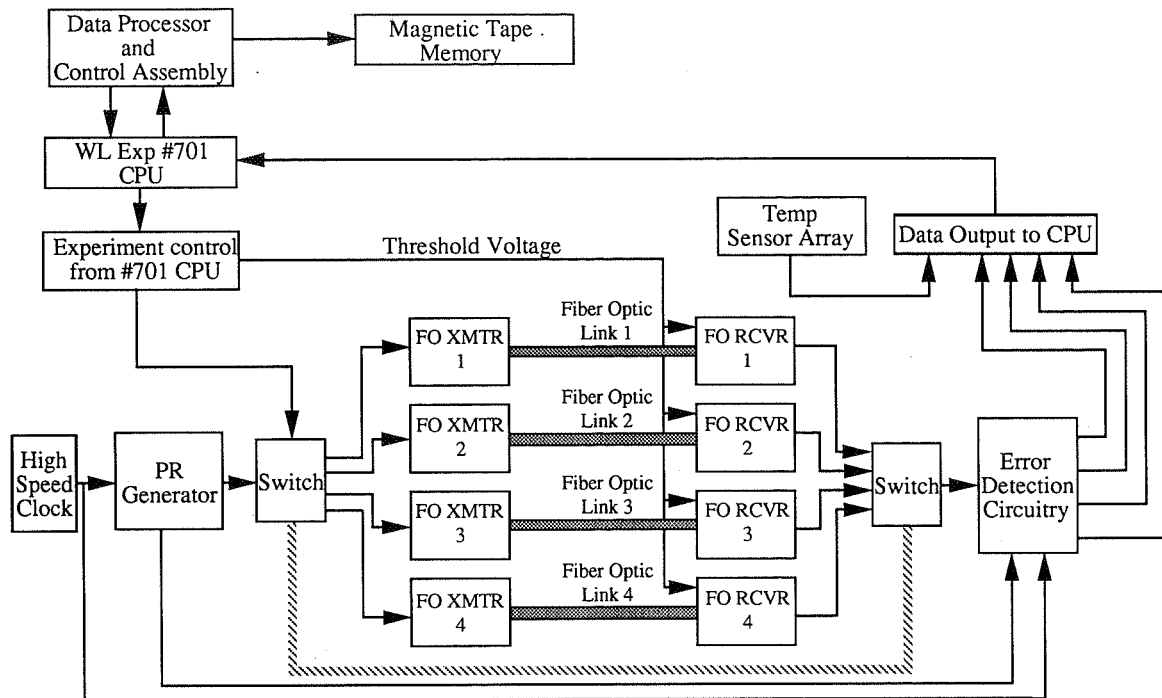 Data Processor
and
Control Assembly
Magnetic Tape .
Memory
WL Exp #701
CPU
Temp
Sensor Array
Data Output to CPU
Experiment control
from #701 CPU
Threshold Voltage
Fiber Optic
Link 1
FO XMTR
1
FO RCVR
1
Fiber Optic
Link 2
FO XMTR
2
FO RCVR
2
High
Speed
Clock
PR
Generator
Switch
Fiber Optic
Link 3
FO XMTR
3
FO RCVR
3
Switch
Error
Detection
Circuitry
Fiber Optic
Link 4
FO XMTR
4
FO RCVR
4